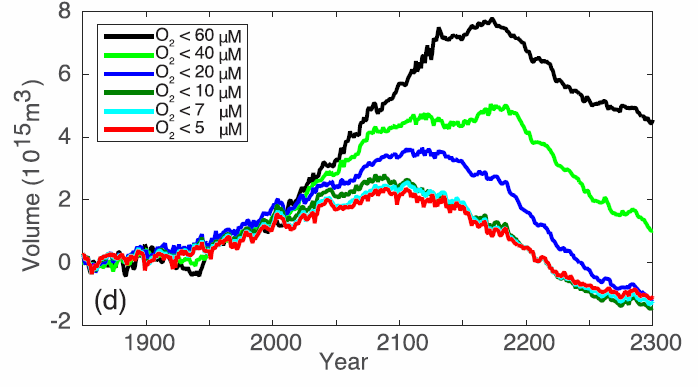 8
6
4
2
0
-2
Volume (10^15 m^3)
O₂ < 60 μM
O₂ < 40 μM
O₂ < 20 μM
O₂ < 10 μM
O₂ < 7 μM
O₂ < 5 μM
(d)
1900 2000 2100 2200 2300
Year